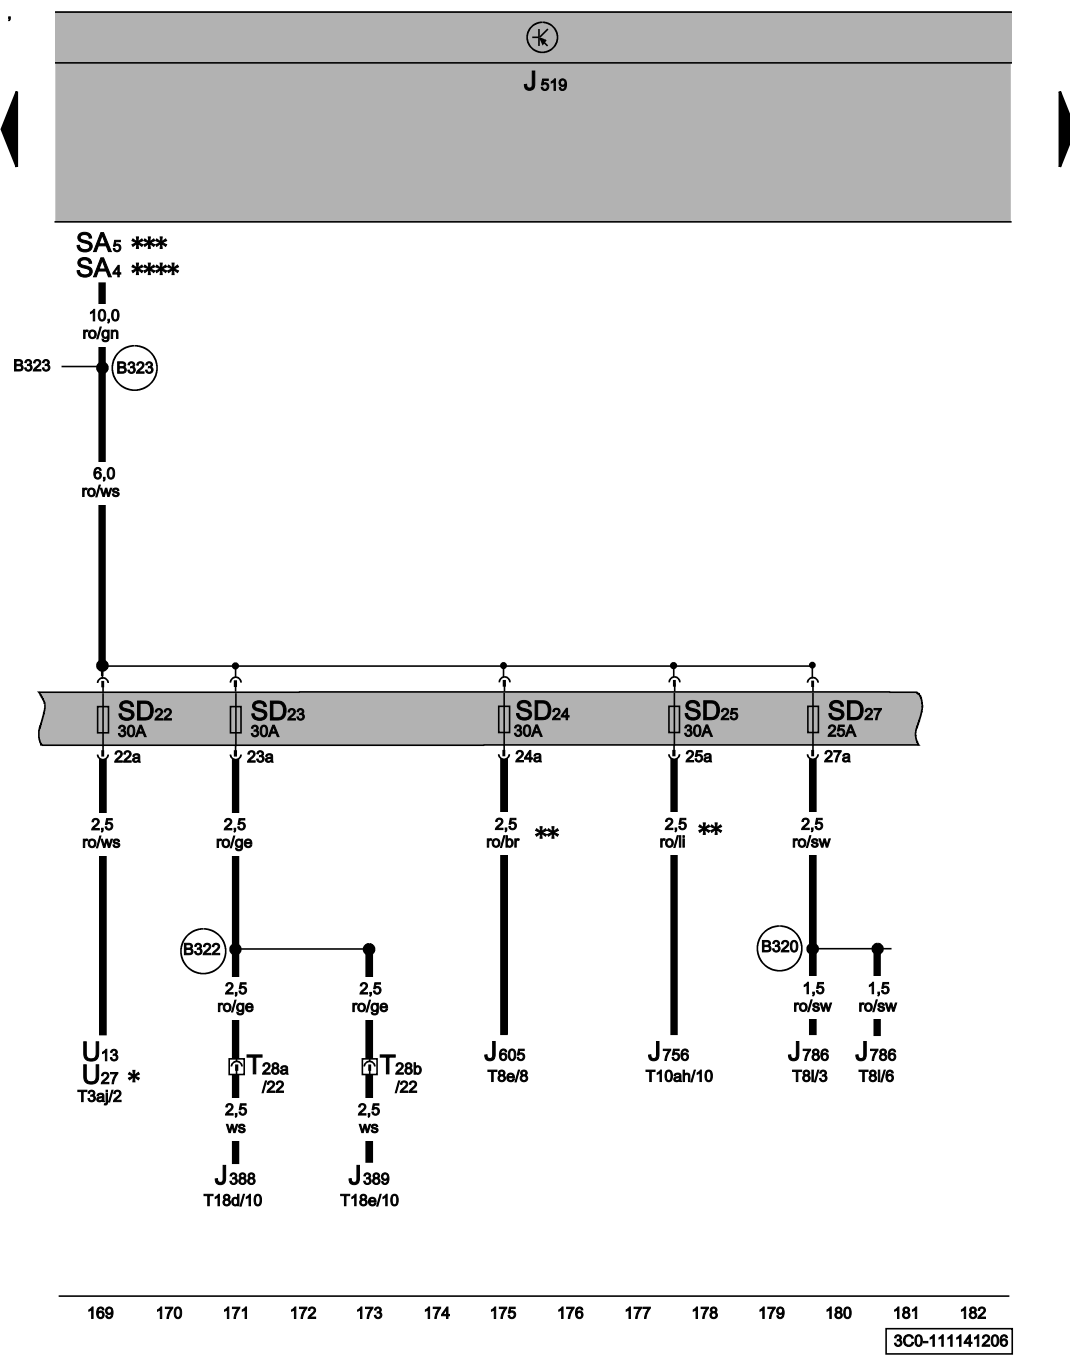 J519
SA5 ***
SA4 ****
10,0
ro/gn
B323 B323
6,0
ro/ws
SD22 SD23 SD24 SD25 SD27
30A 30A 30A 30A 25A
22a 23a 24a 25a 27a
2,5 2,5 2,5 ** 2,5 ** 2,5
ro/ws ro/ge ro/br ro/li ro/sw
B322 B320
2,5 2,5 1,5 1,5
ro/ge ro/ge ro/sw ro/sw
U13 J605 J756 J786 J786
U27 * T28a T28b T8e/8 T10ah/10 T8l/3 T8l/6
T3aj/2 /22 /22
2,5 2,5
ws ws
J388 J389
T18d/10 T18e/10
169 170 171 172 173 174 175 176 177 178 179 180 181 182
3C0-111141206